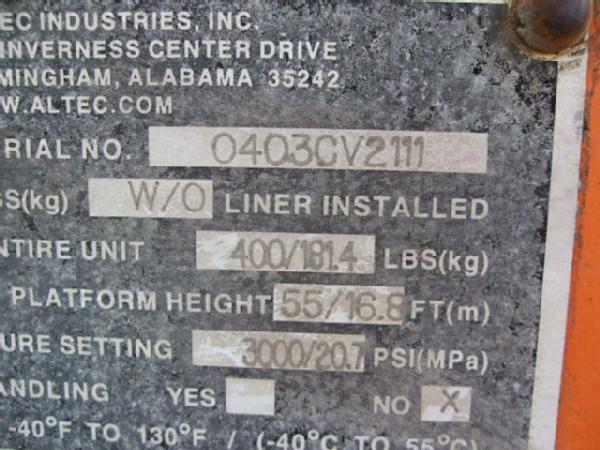 EC INDUSTRIES, INC.
INVERNESS CENTER DRIVE
MINGHAM, ALABAMA 35242
W.ALTEC.COM
RIAL NO. 0403CV2111
S(kg) W/O LINER INSTALLED
NTIRE UNIT 400/181.4 LBS(kg)
PLATFORM HEIGHT 55/16.8 FT(m)
URE SETTING 3000/20.7 PSI(MPa)
ANDLING YES NO X
-40°F TO 130°F / (-40°C TO 55°C)